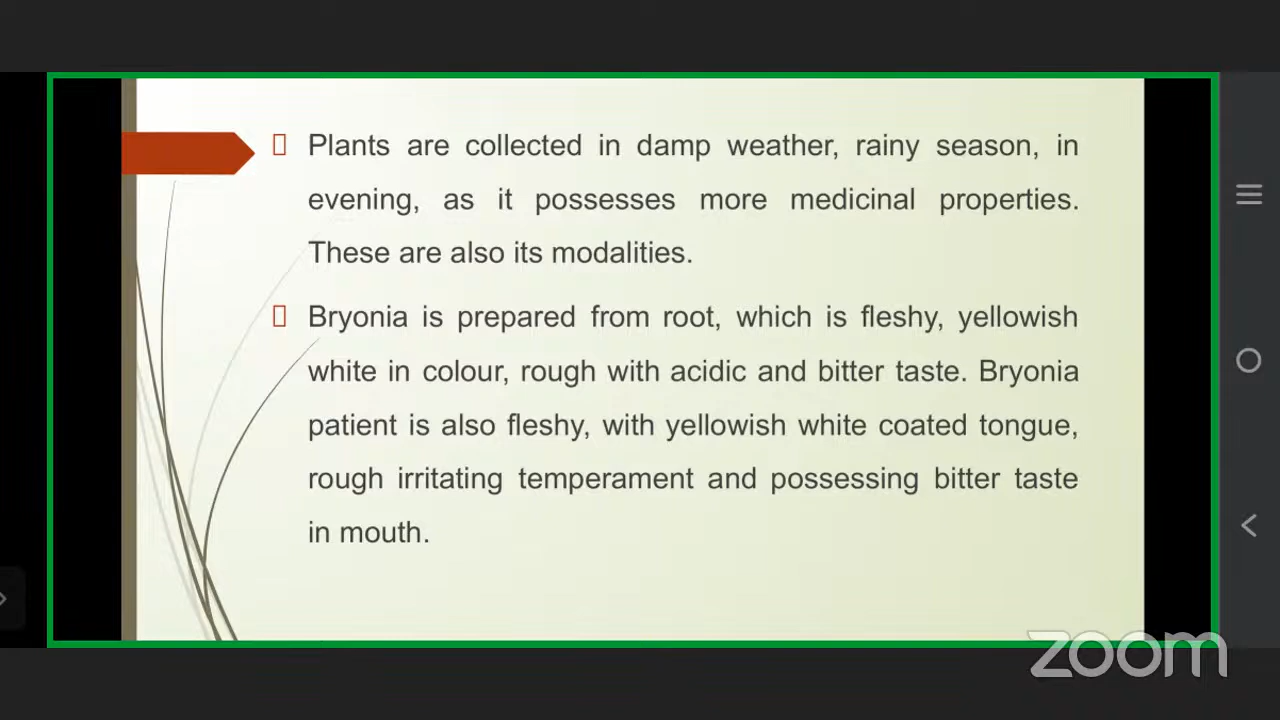 Plants are collected in damp weather, rainy season, in
evening, as it possesses more medicinal properties.
These are also its modalities.
Bryonia is prepared from root, which is fleshy, yellowish
white in colour, rough with acidic and bitter taste. Bryonia
patient is also fleshy, with yellowish white coated tongue,
rough irritating temperament and possessing bitter taste
in mouth.
zoom